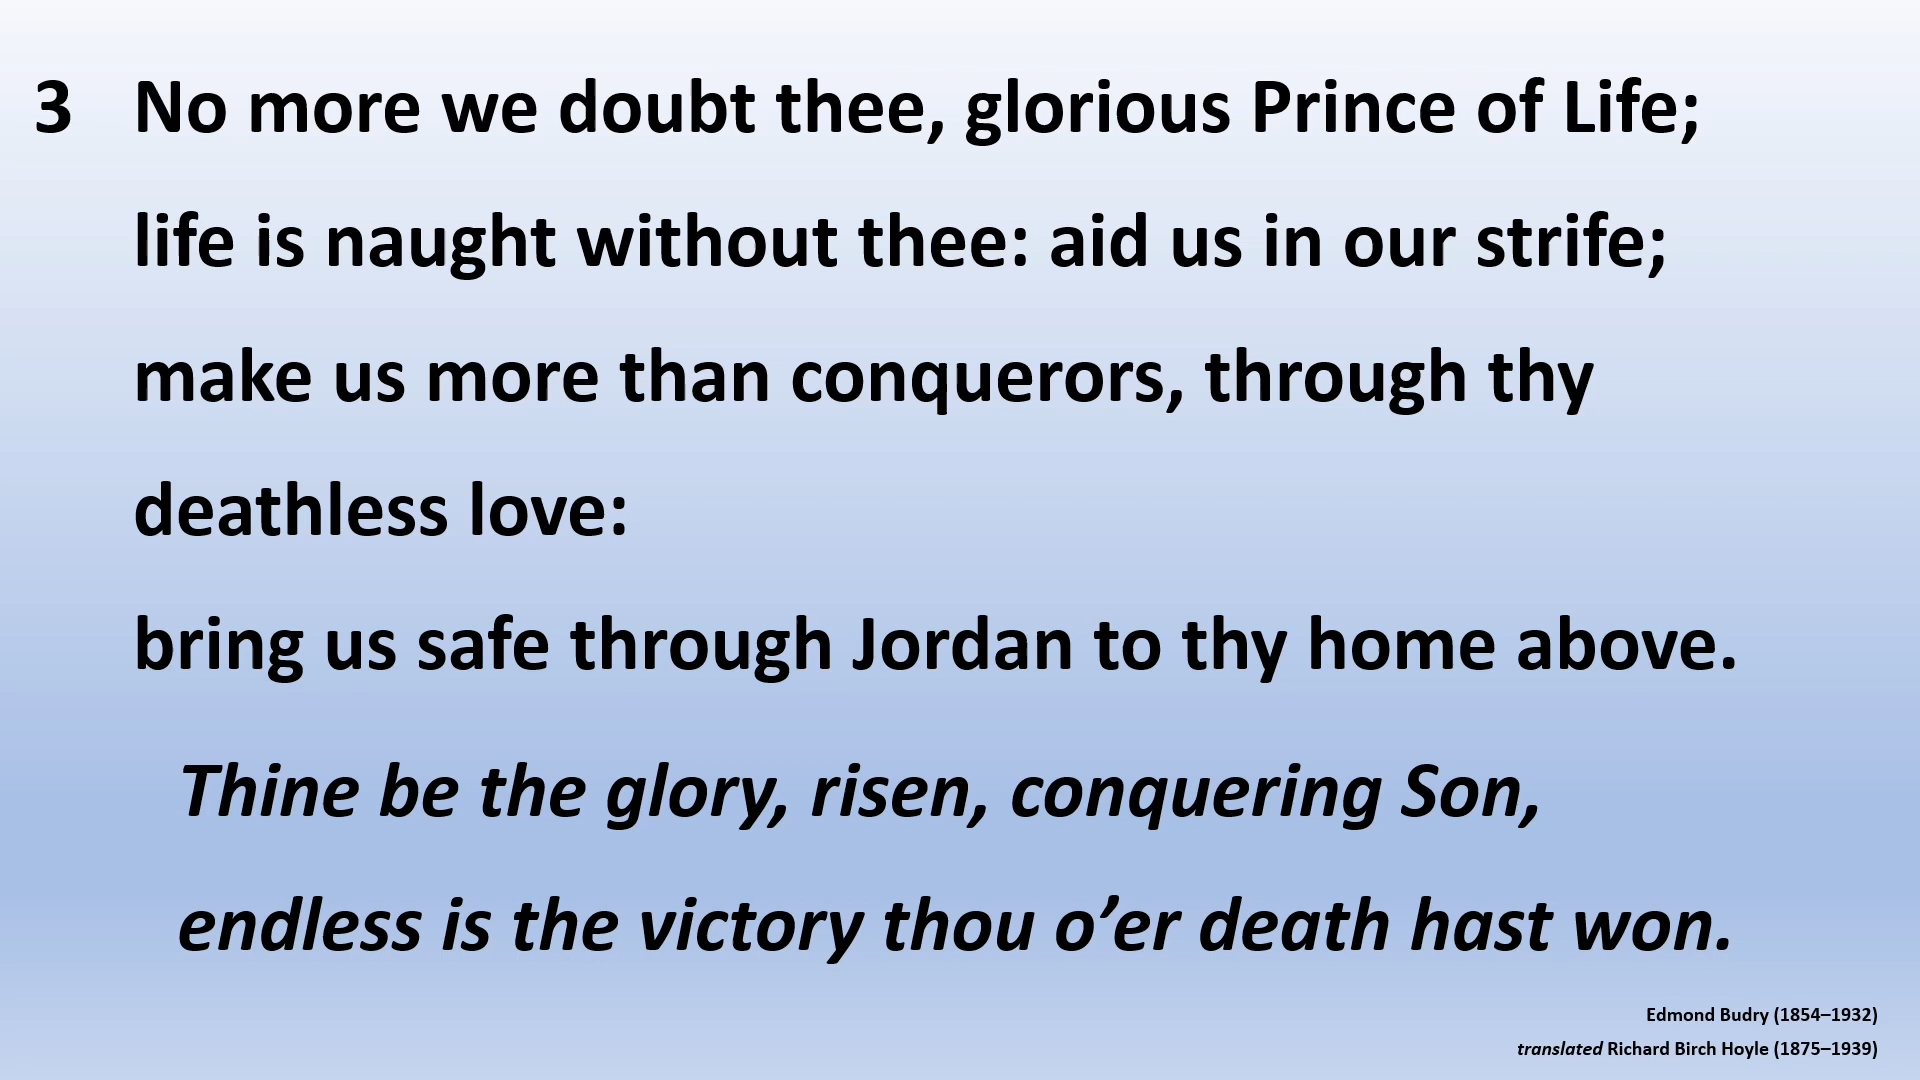 3 No more we doubt thee, glorious Prince of Life;
life is naught without thee: aid us in our strife;
make us more than conquerors, through thy
deathless love:
bring us safe through Jordan to thy home above.
Thine be the glory, risen, conquering Son,
endless is the victory thou o’er death hast won.
Edmond Budry (1854–1932)
translated Richard Birch Hoyle (1875–1939)